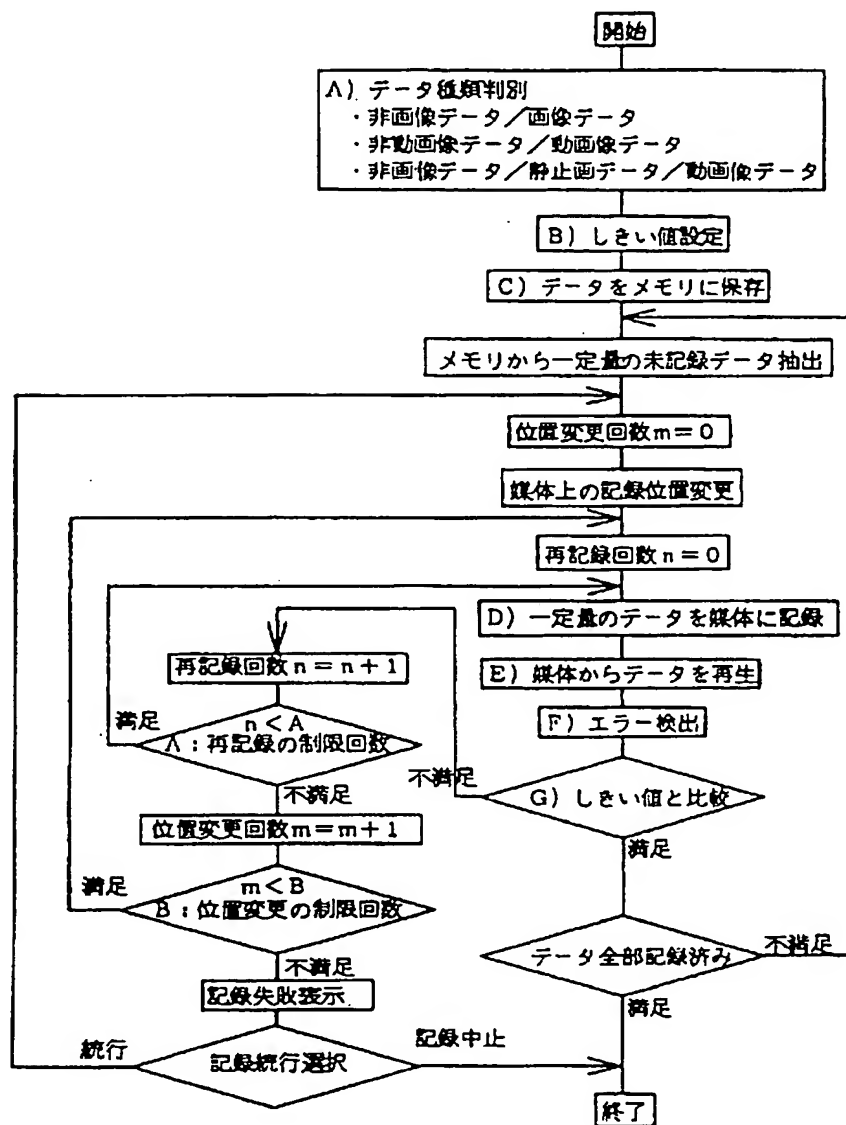 開始
A) データ種類判別
・非画像データ／画像データ
・非動画像データ／動画像データ
・非画像データ／静止画データ／動画像データ
B) しきい値設定
C) データをメモリに保存
メモリから一定量の未記録データ抽出
位置変更回数m＝0
媒体上の記録位置変更
再記録回数n＝0
D) 一定量のデータを媒体に記録
再記録回数n＝n＋1
E) 媒体からデータを再生
満足
n＜A
A：再記録の制限回数
F) エラー検出
不満足
不満足
G) しきい値と比較
位置変更回数m＝m＋1
満足
満足
m＜B
B：位置変更の制限回数
不満足
データ全部記録済み
不満足
記録失敗表示
満足
続行
記録続行選択
記録中止
終了